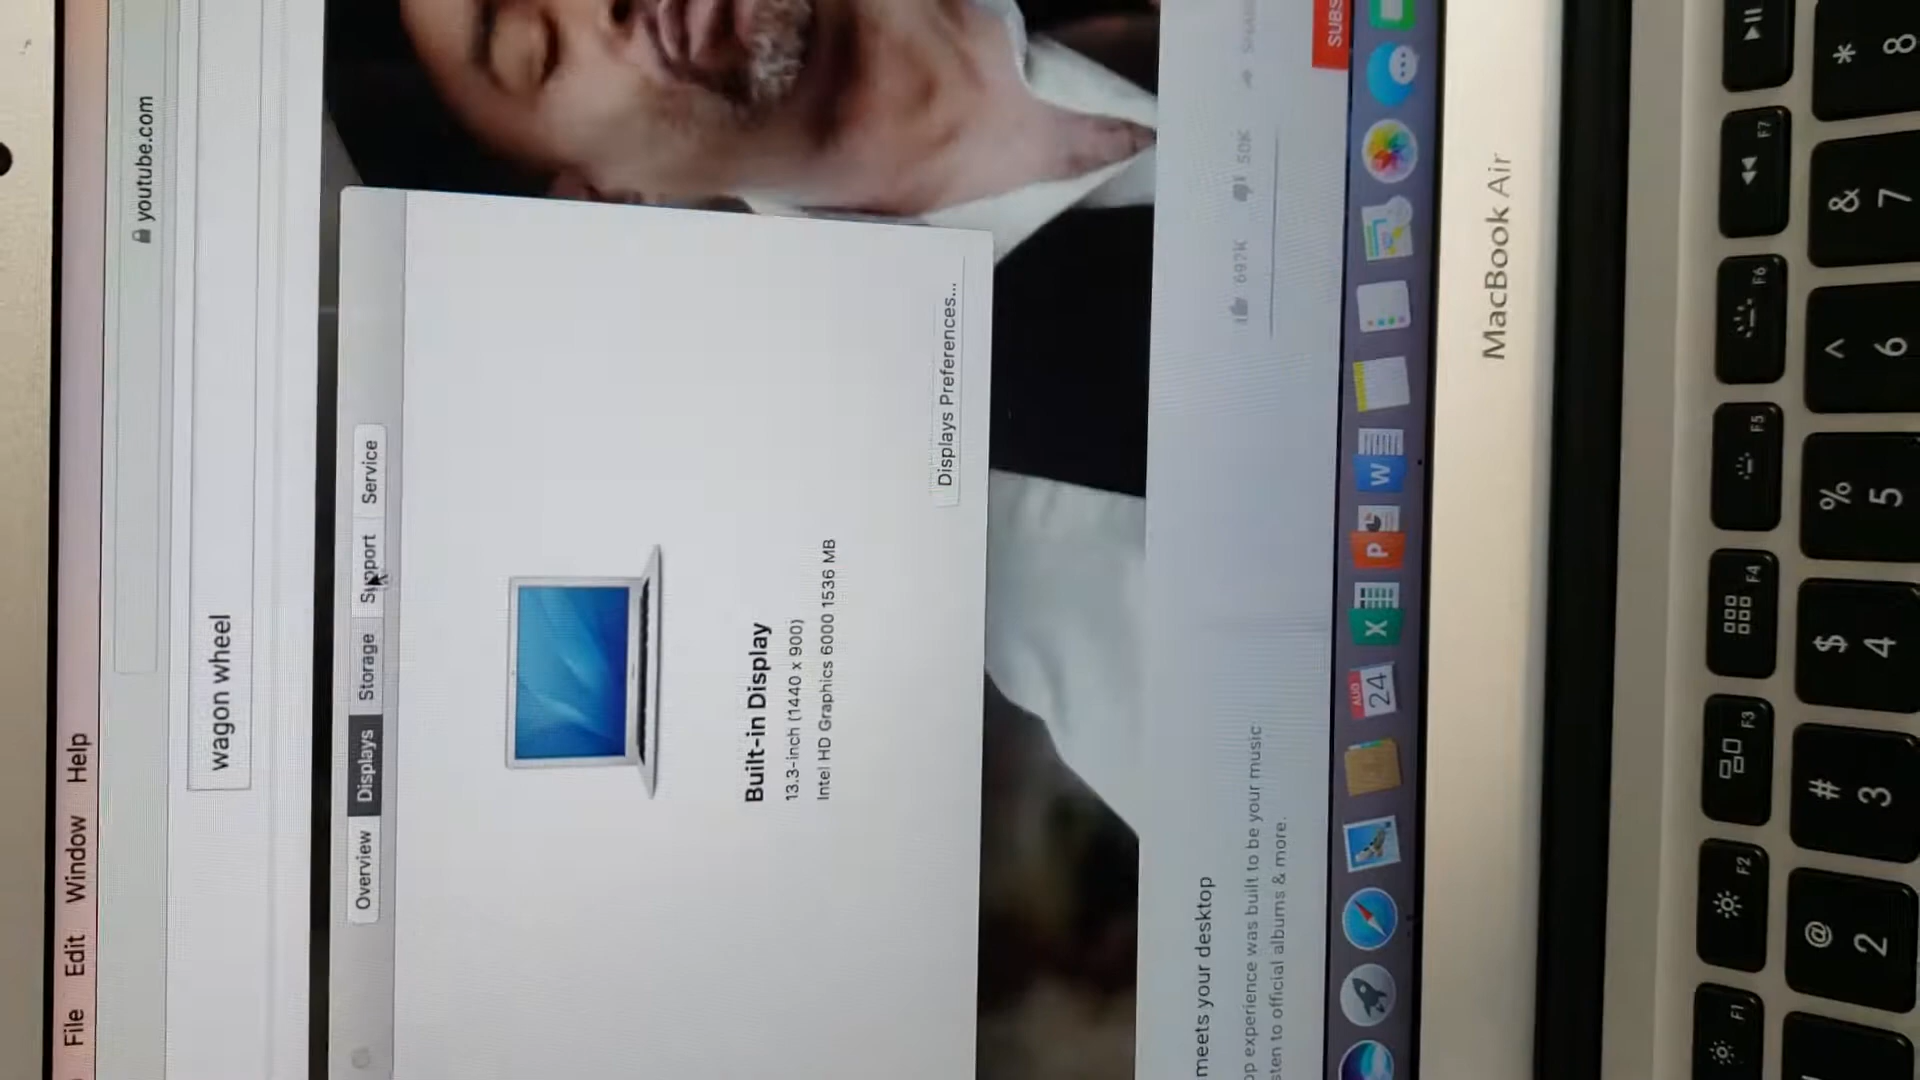 File Edit Window Help
youtube.com
wagon wheel
Overview Displays Storage Support Service
Built-in Display
13.3-inch (1440 x 900)
Intel HD Graphics 6000 1536 MB
Displays Preferences...
697K 50K
SUBS
meets your desktop
op experience was built to be your music
sten to official albums & more.
AUG
24
X P W
MacBook Air
F1 F2 F3 F4 F5 F6 F7
@ # $ % ^ & *
2 3 4 5 6 7 8